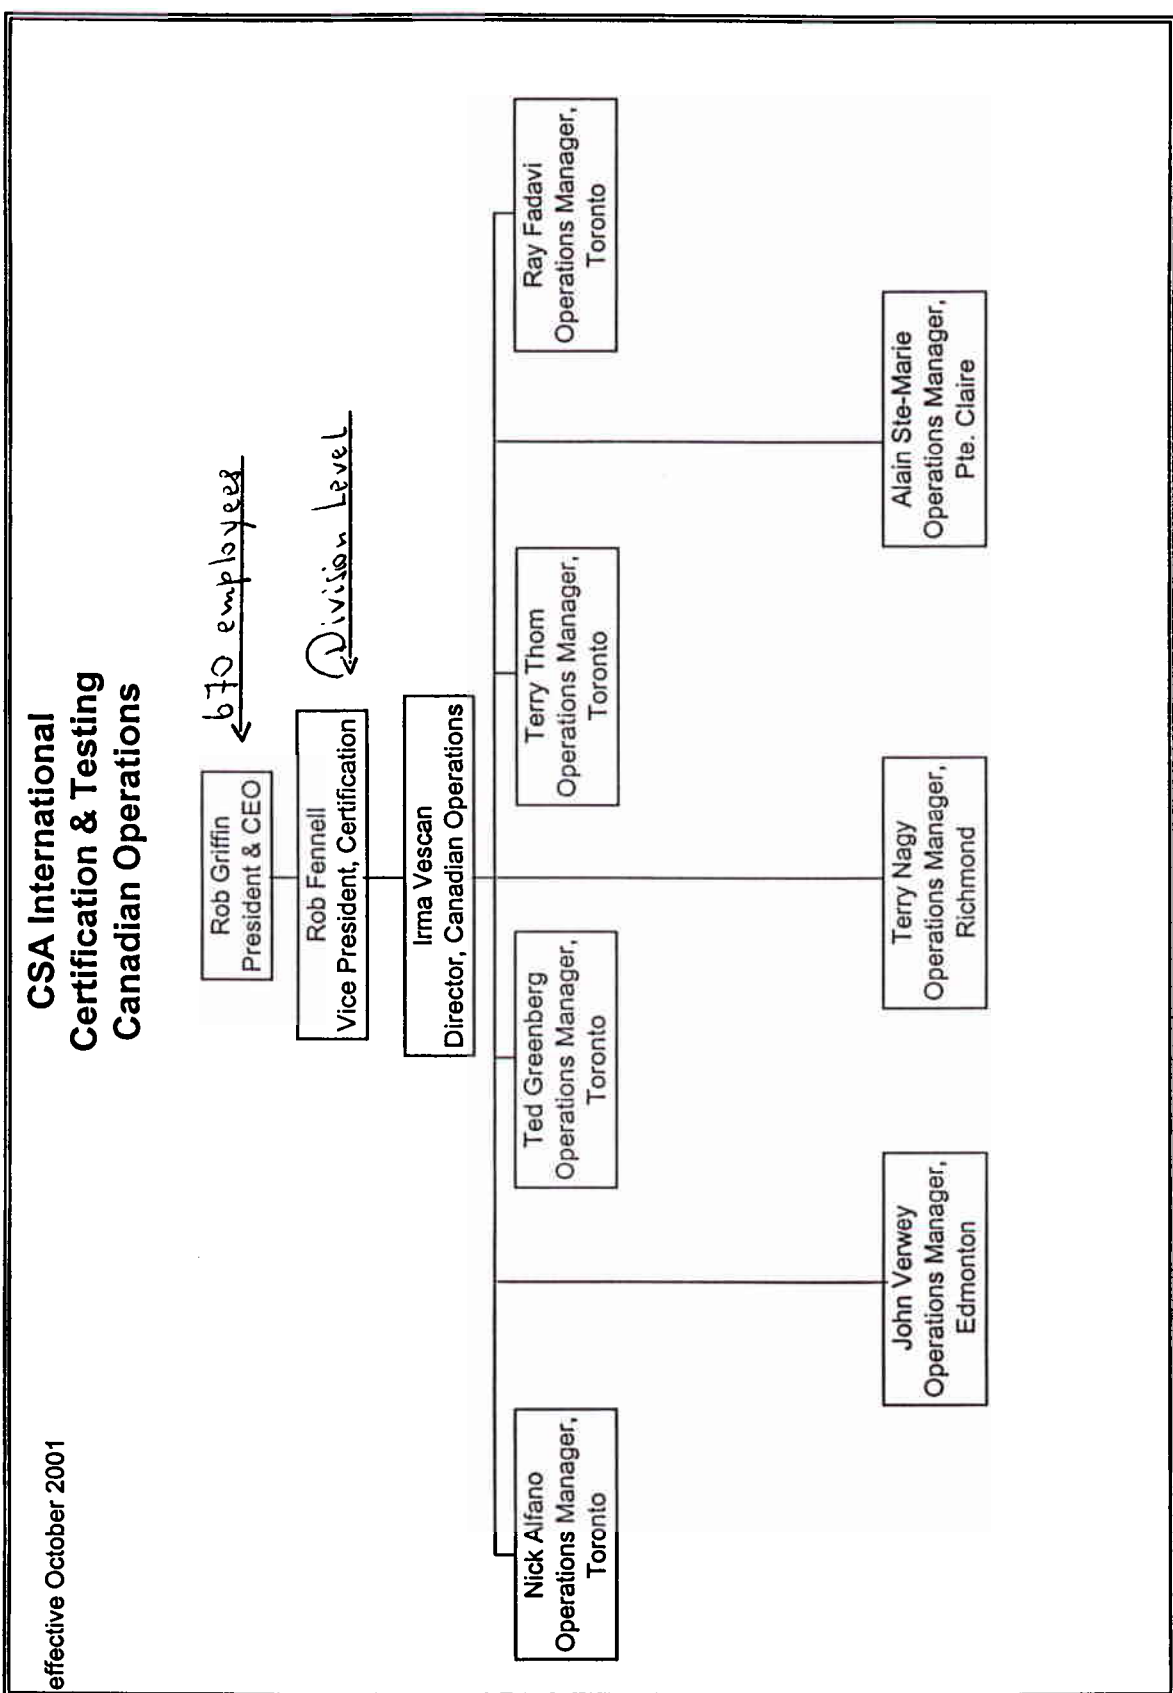 effective October 2001
CSA International
Certification & Testing
Canadian Operations
Rob Griffin
President & CEO
670 employees
Rob Fennell
Vice President, Certification
Division Level
Irma Vescan
Director, Canadian Operations
Nick Alfano
Operations Manager,
Toronto
Ted Greenberg
Operations Manager,
Toronto
Terry Thom
Operations Manager,
Toronto
Ray Fadavi
Operations Manager,
Toronto
John Verwey
Operations Manager,
Edmonton
Terry Nagy
Operations Manager,
Richmond
Alain Ste-Marie
Operations Manager,
Pte. Claire